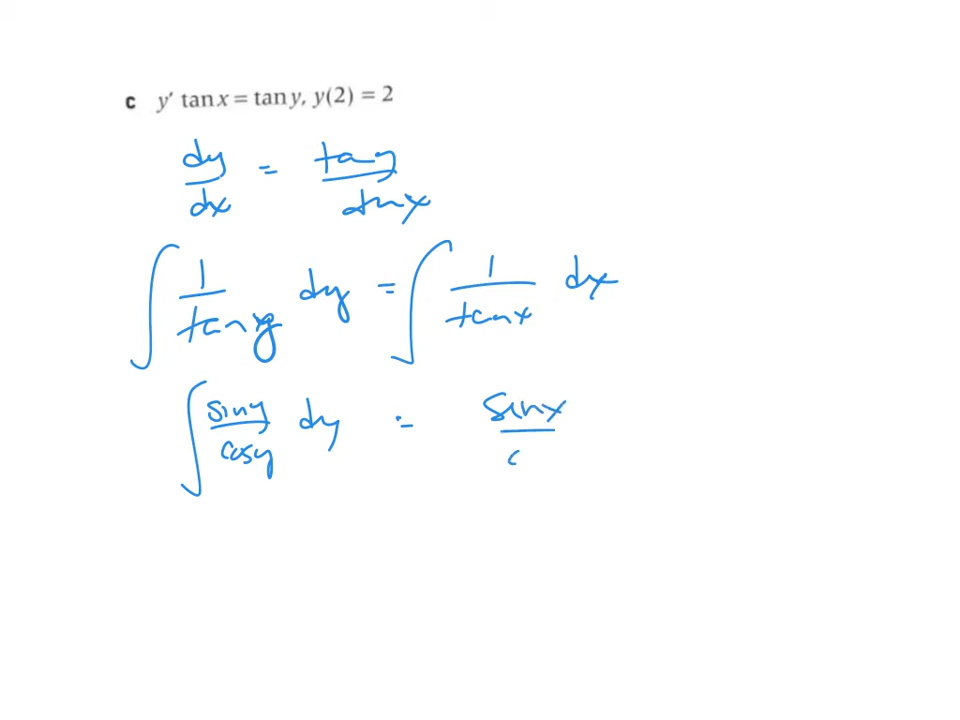 c y′ tan x = tan y, y(2) = 2
dy/dx = tan y/tan x
∫ 1/tan y dy = ∫ 1/tan x dx
∫ sin y/cos y dy = sin x/c